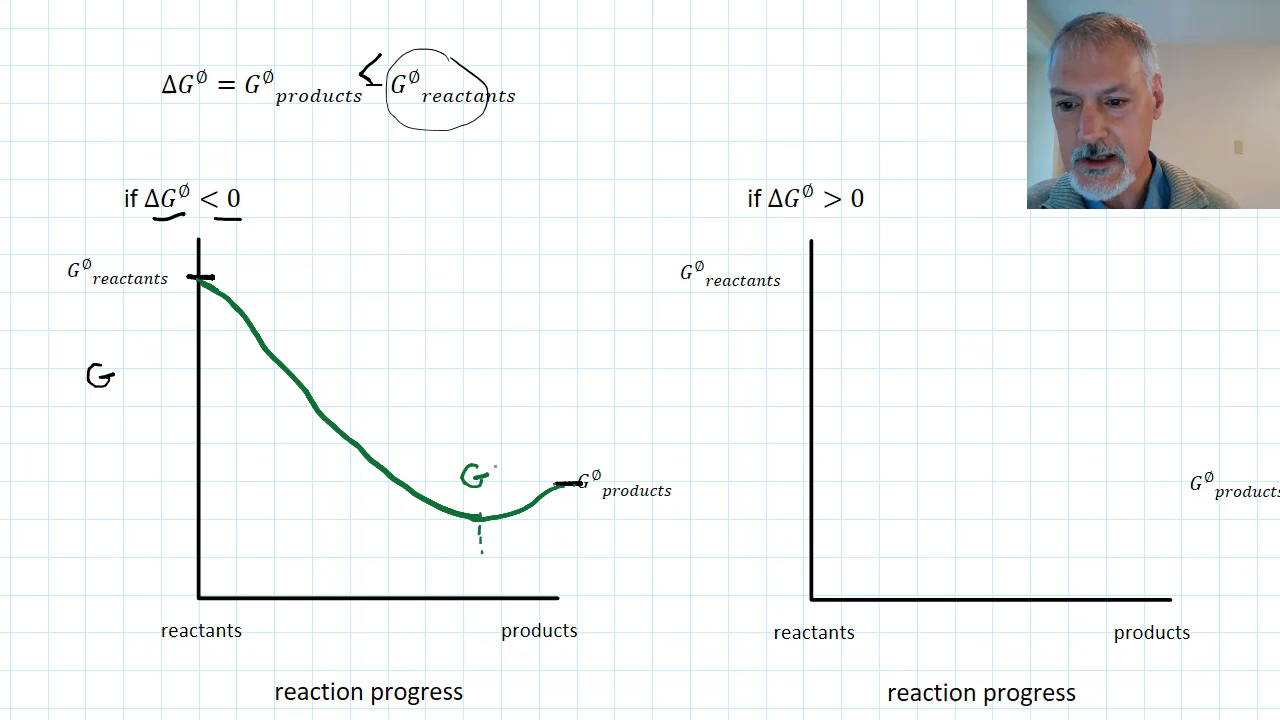 ΔG^∅ = G^∅_products < − G^∅_reactants
if ΔG^∅ < 0
if ΔG^∅ > 0
G^∅_reactants
G
G
G^∅_products
reactants
products
reaction progress
G^∅_reactants
G^∅_products
reactants
products
reaction progress